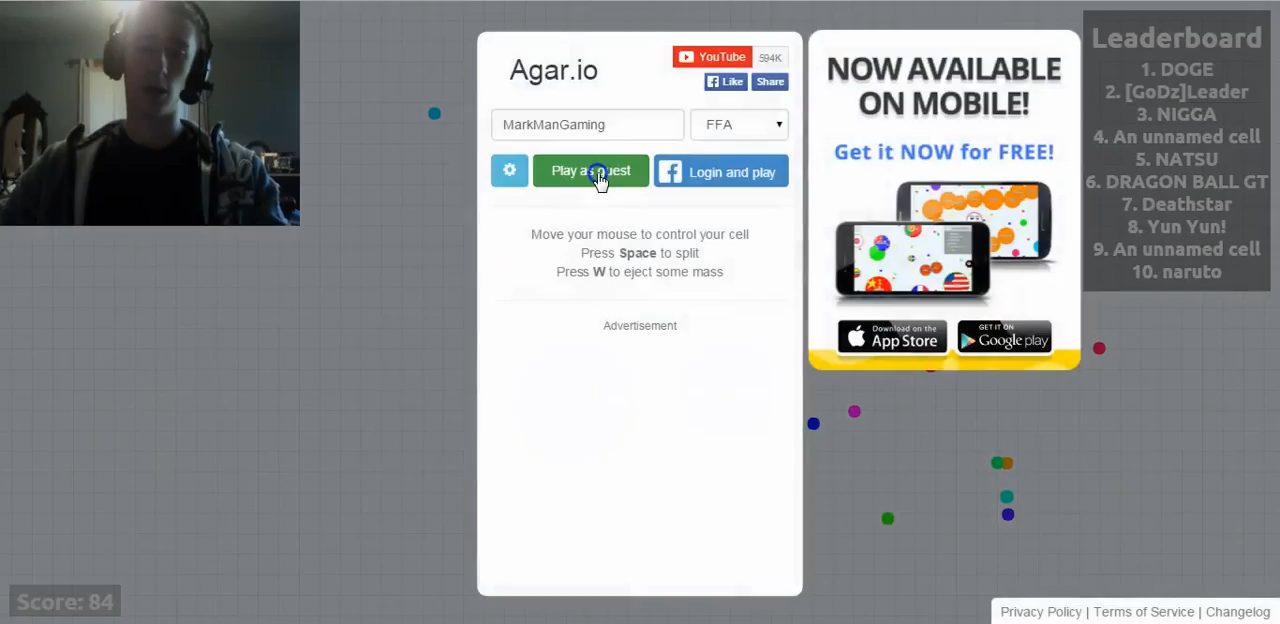 Agar.io
YouTube 594K
Like Share
MarkManGaming FFA
Play as guest Login and play
Move your mouse to control your cell
Press Space to split
Press W to eject some mass
Advertisement
NOW AVAILABLE
ON MOBILE!
Get it NOW for FREE!
Download on the
App Store
GET IT ON
Google play
Leaderboard
1. DOGE
2. [GoDz]Leader
3. NIGGA
4. An unnamed cell
5. NATSU
6. DRAGON BALL GT
7. Deathstar
8. Yun Yun!
9. An unnamed cell
10. naruto
Score: 84
Privacy Policy | Terms of Service | Changelog